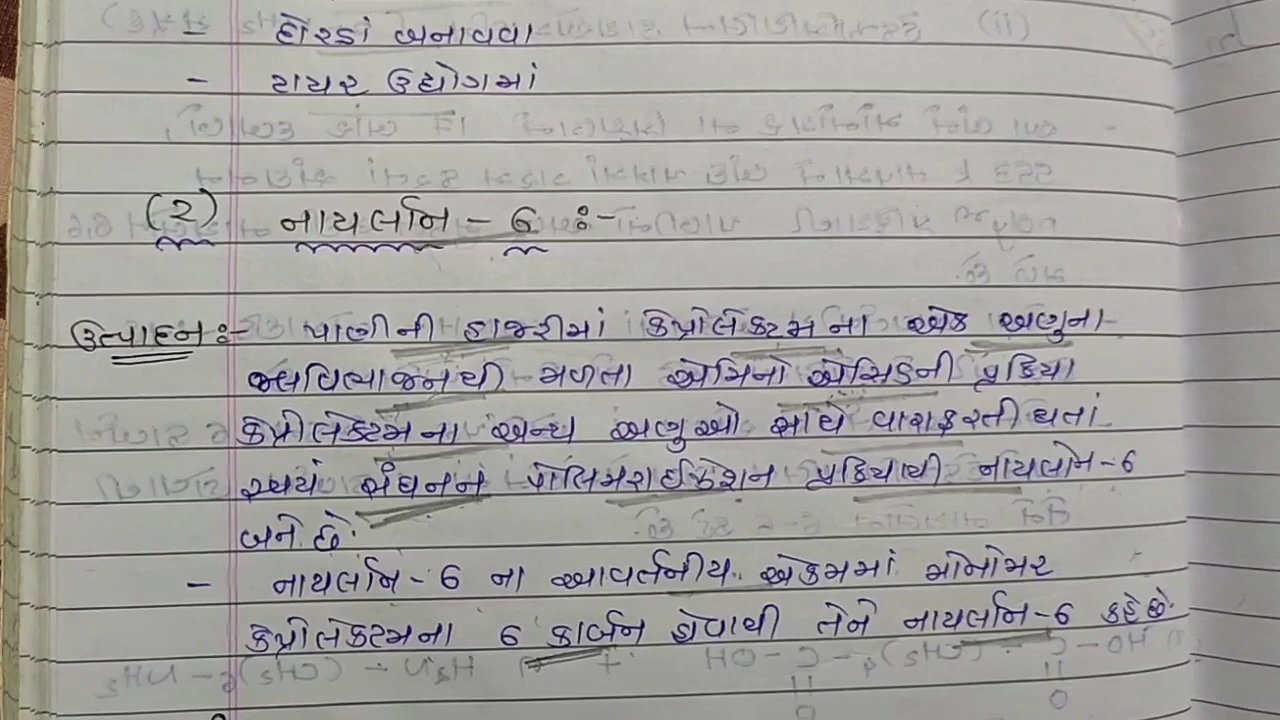 - દોરડાં બનાવવા
- ટાયર ઉદ્યોગમાં
(૨) નાયલોન - 6 :-
ઉત્પાદન :- પાણીની હાજરીમાં કેપ્રોલેક્ટમના એક અણુના
જલવિભાજનથી મળતા એમિનો એસિડની પ્રક્રિયા
કેપ્રોલેક્ટમના અન્ય અણુઓ સાથે વારાફરતી થતાં
સ્વયં બંધનન પોલિમરાઈઝેશન પ્રક્રિયાથી નાયલોન-6
બને છે.
- નાયલોન-6 ના આવર્તનીય એકમમાં મોનોમર
કેપ્રોલેક્ટમના 6 કાર્બન હોવાથી તેને નાયલોન-6 કહે છે.